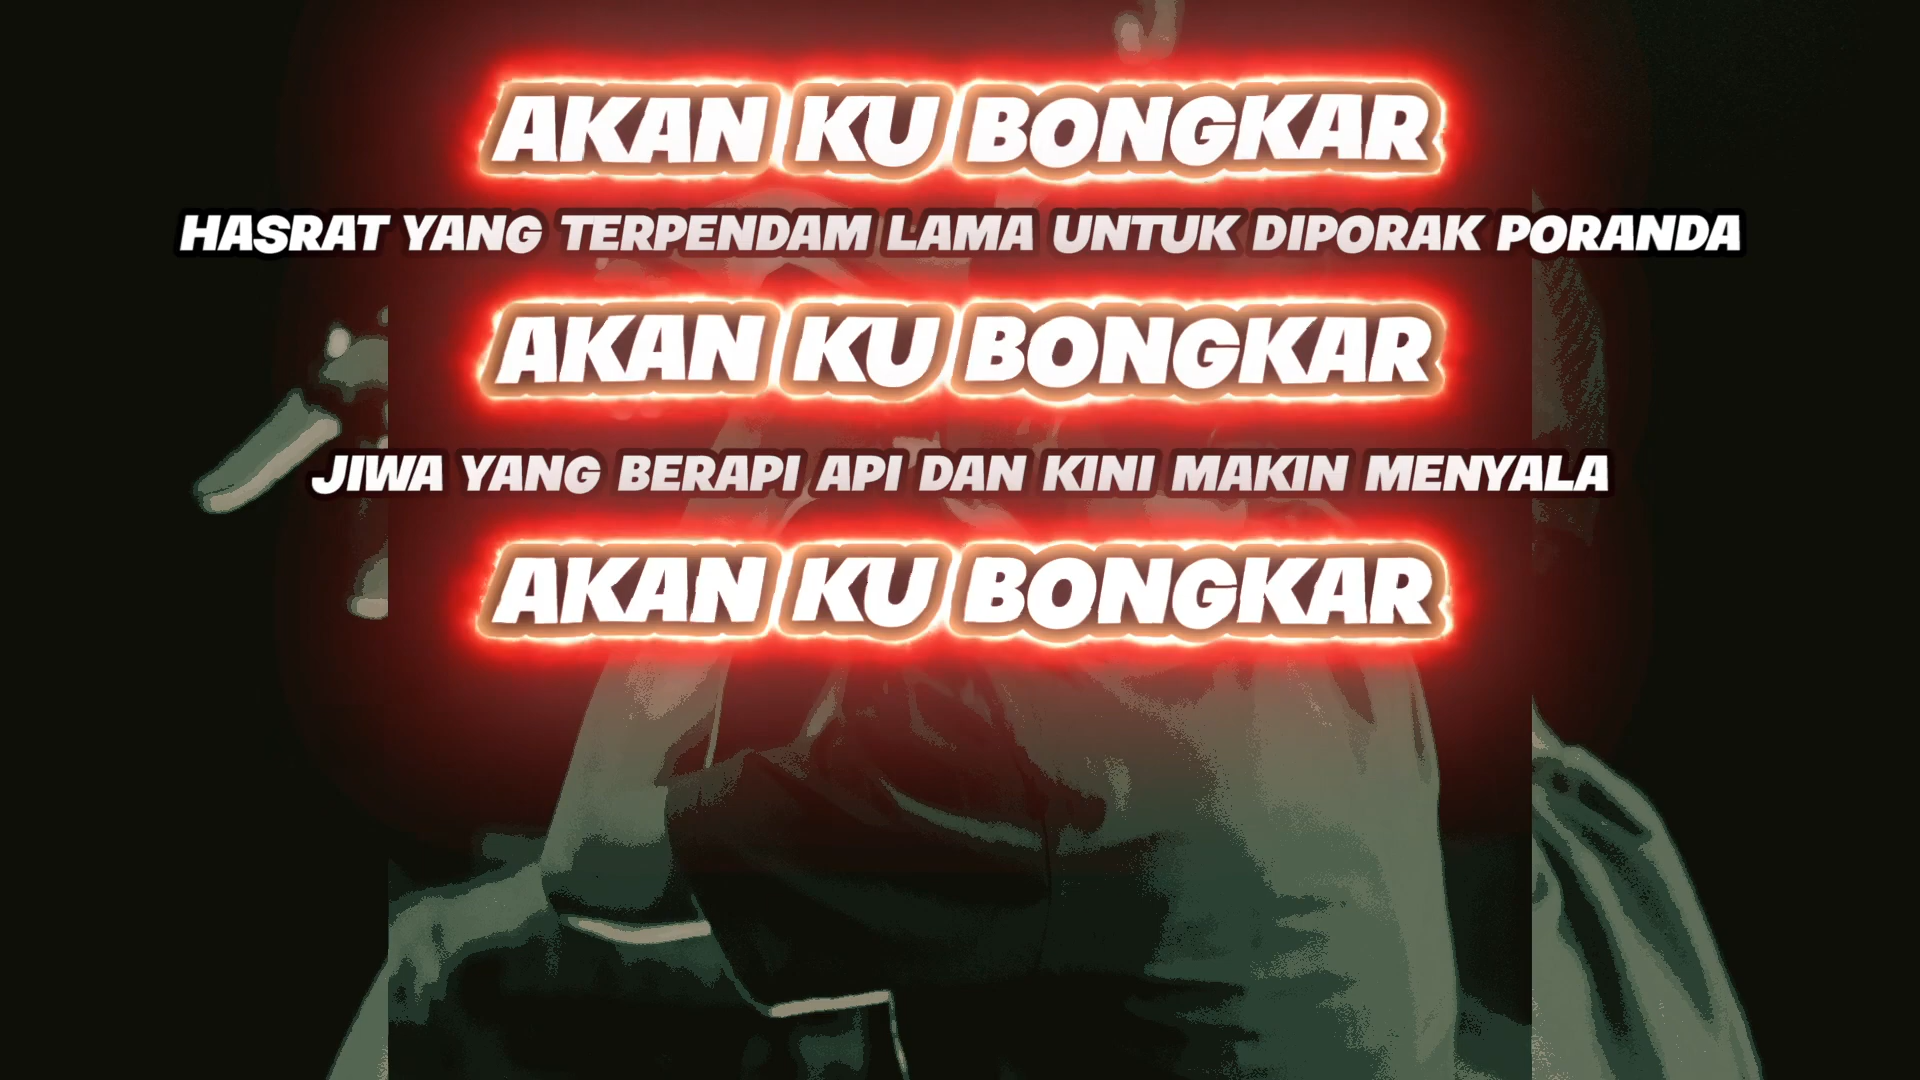 AKAN KU BONGKAR
HASRAT YANG TERPENDAM LAMA UNTUK DIPORAK PORANDA
AKAN KU BONGKAR
JIWA YANG BERAPI API DAN KINI MAKIN MENYALA
AKAN KU BONGKAR